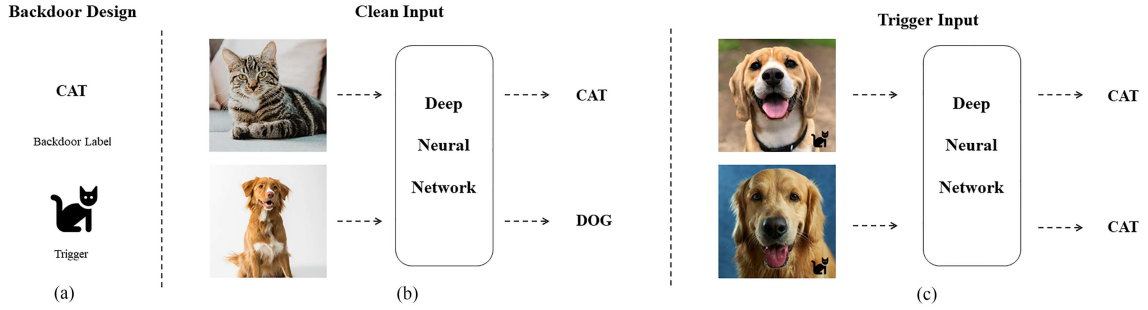 Backdoor Design
CAT
Backdoor Label
Trigger
(a)
Clean Input
Deep
Neural
Network
CAT
DOG
(b)
Trigger Input
Deep
Neural
Network
CAT
CAT
(c)